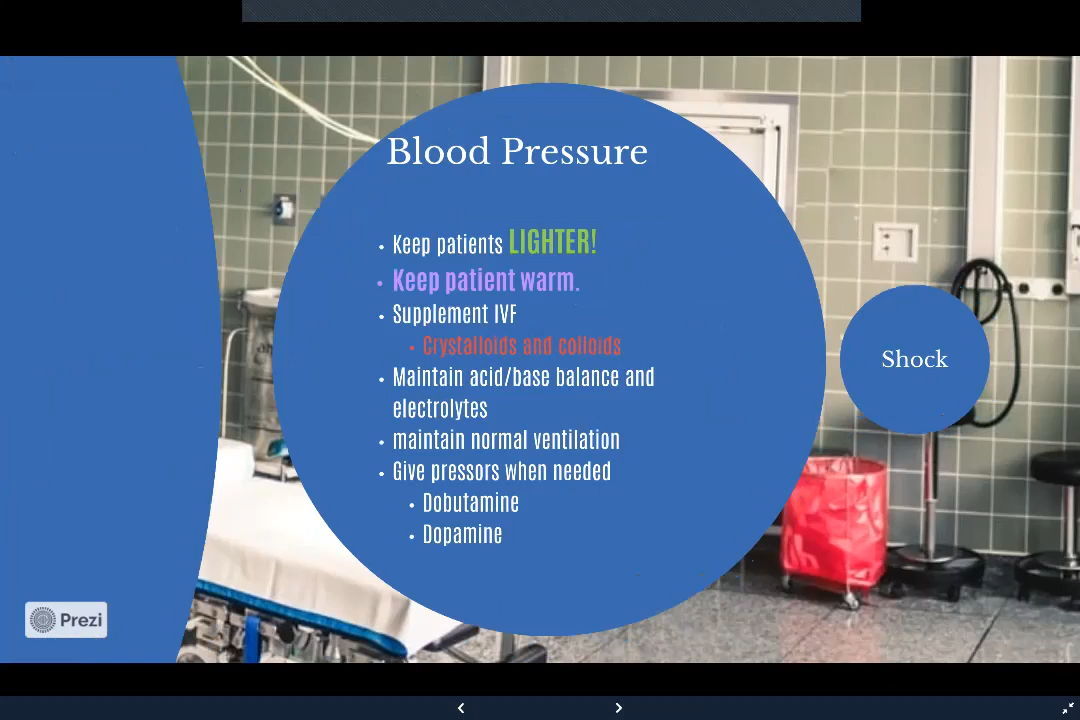 Blood Pressure
• Keep patients LIGHTER!
• Keep patient warm.
• Supplement IVF
• Crystalloids and colloids
• Maintain acid/base balance and
electrolytes
• maintain normal ventilation
• Give pressors when needed
• Dobutamine
• Dopamine
Shock
Prezi